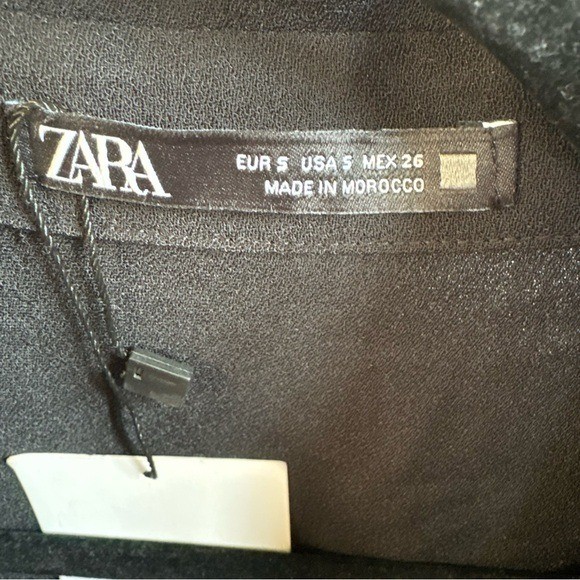 ZARA
EUR S USA S MEX 26
MADE IN MOROCCO